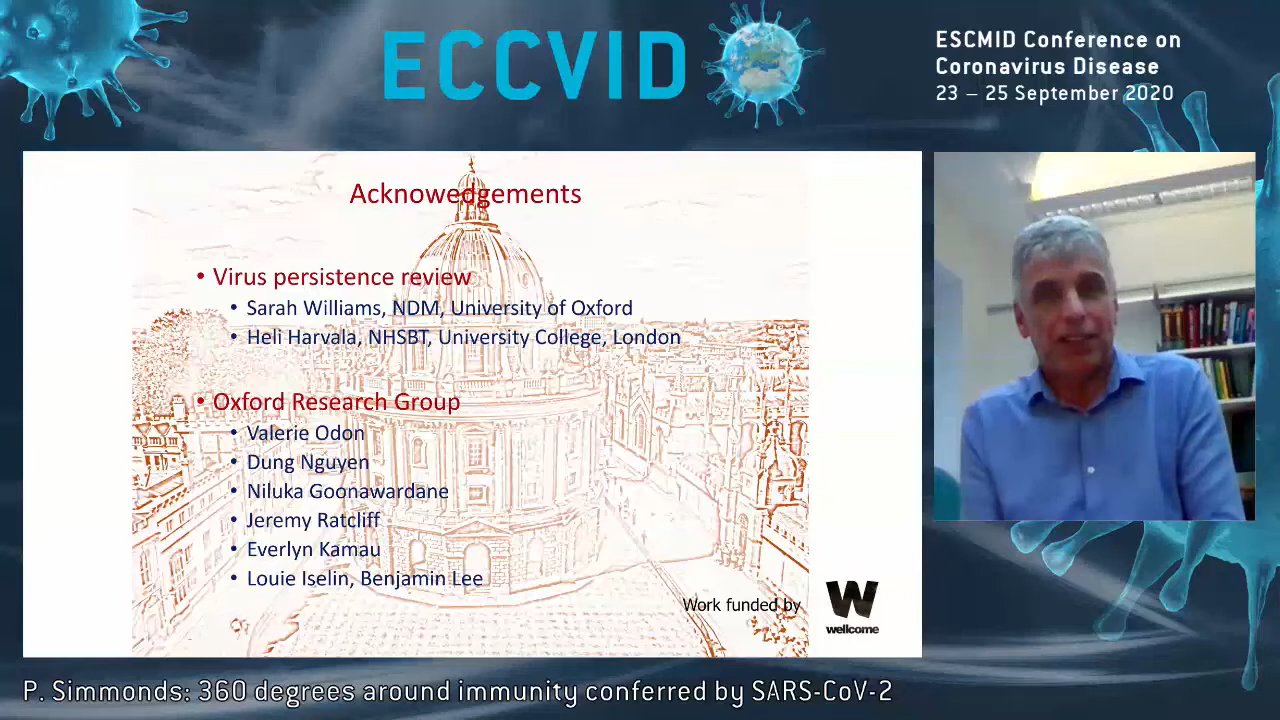 ECCVID
ESCMID Conference on
Coronavirus Disease
23 – 25 September 2020
Acknowedgements
• Virus persistence review
• Sarah Williams, NDM, University of Oxford
• Heli Harvala, NHSBT, University College, London
• Oxford Research Group
• Valerie Odon
• Dung Nguyen
• Niluka Goonawardane
• Jeremy Ratcliff
• Everlyn Kamau
• Louie Iselin, Benjamin Lee
Work funded by
W
wellcome
P. Simmonds: 360 degrees around immunity conferred by SARS-CoV-2